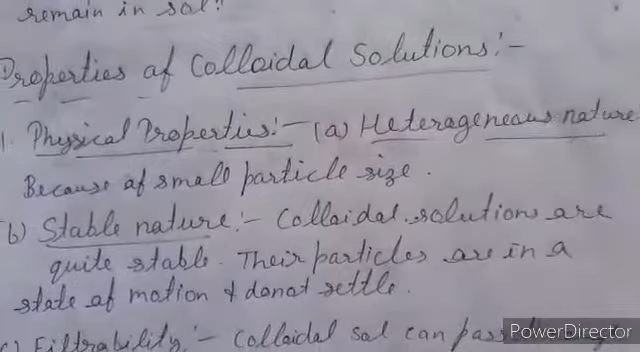 remain in sol?
Properties of Colloidal Solutions:-
1. Physical Properties:- (a) Heterogeneous nature
Because of small particle size.
b) Stable nature:- Colloidal solutions are
quite stable. Their particles are in a
state of motion & donot settle.
c) Filtrability:- Colloidal sol can pass
PowerDirector